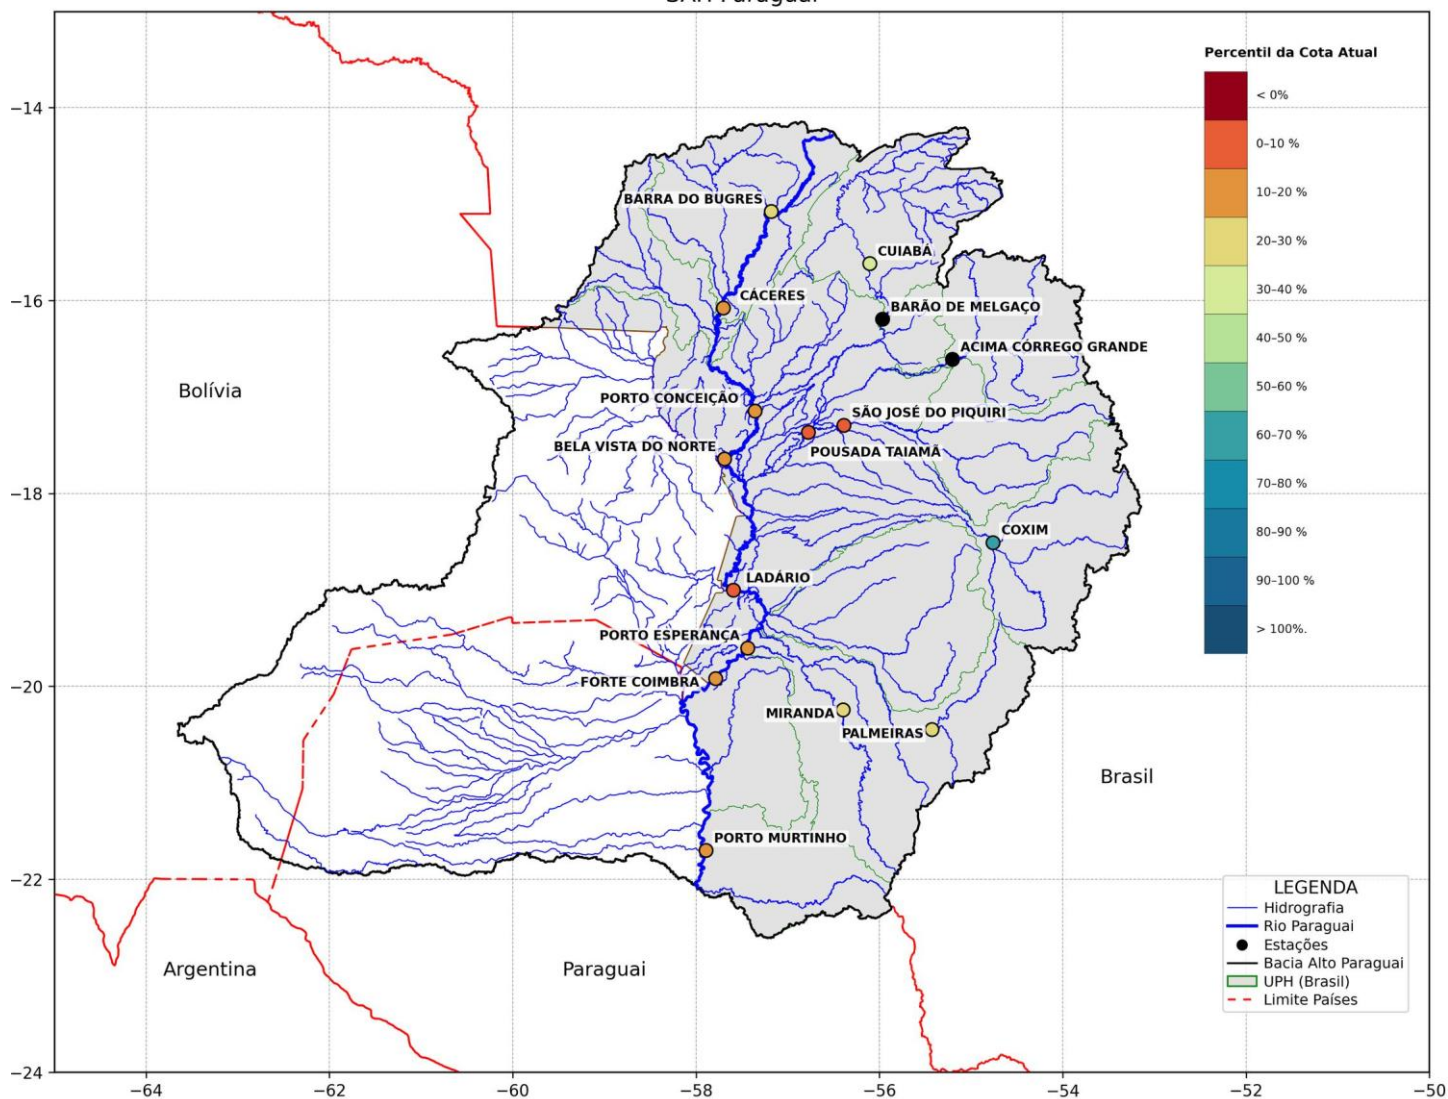 SAH Paraguai
Percentil da Cota Atual
< 0%
0–10 %
10–20 %
20–30 %
30–40 %
40–50 %
50–60 %
60–70 %
70–80 %
80–90 %
90–100 %
> 100%.
−14
−16
−18
−20
−22
−24
BARRA DO BUGRES
CUIABÁ
CÁCERES
BARÃO DE MELGAÇO
ACIMA CÓRREGO GRANDE
Bolívia
PORTO CONCEIÇÃO
SÃO JOSÉ DO PIQUIRI
BELA VISTA DO NORTE
POUSADA TAIAMÃ
COXIM
LADÁRIO
PORTO ESPERANÇA
FORTE COIMBRA
MIRANDA
PALMEIRAS
Brasil
PORTO MURTINHO
Argentina
Paraguai
LEGENDA
Hidrografia
Rio Paraguai
Estações
Bacia Alto Paraguai
UPH (Brasil)
Limite Países
−64
−62
−60
−58
−56
−54
−52
−50